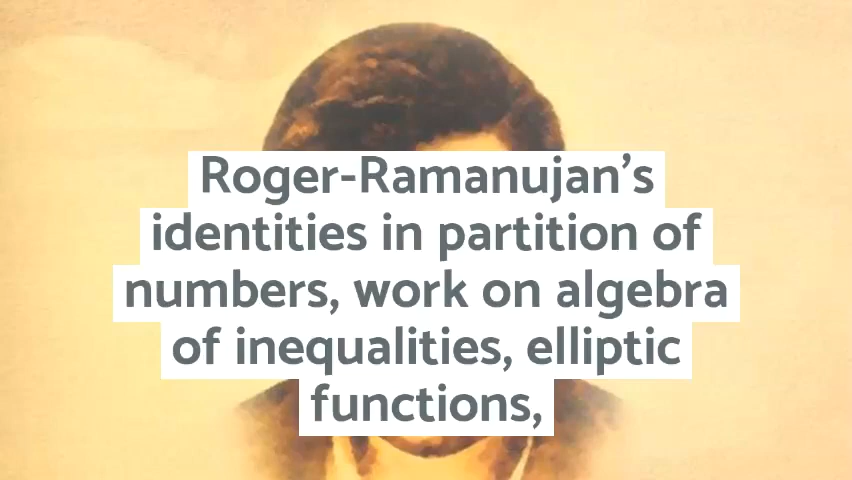 Roger-Ramanujan’s
identities in partition of
numbers, work on algebra
of inequalities, elliptic
functions,